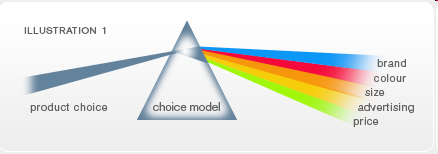 ILLUSTRATION 1
brand
colour
size
advertising
price
product choice
choice model